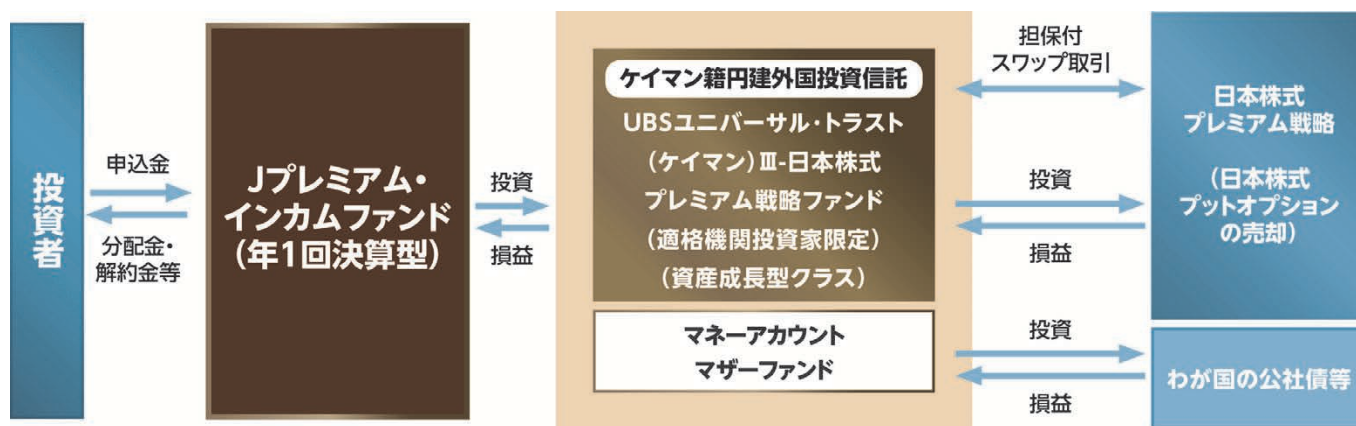 投資者
申込金
分配金・
解約金等
Jプレミアム・
インカムファンド
(年1回決算型)
投資
損益
ケイマン籍円建外国投資信託
UBSユニバーサル・トラスト
(ケイマン)Ⅲ-日本株式
プレミアム戦略ファンド
(適格機関投資家限定)
(資産成長型クラス)
マネーアカウント
マザーファンド
担保付
スワップ取引
投資
損益
投資
損益
日本株式
プレミアム戦略
(日本株式
プットオプション
の売却)
わが国の公社債等